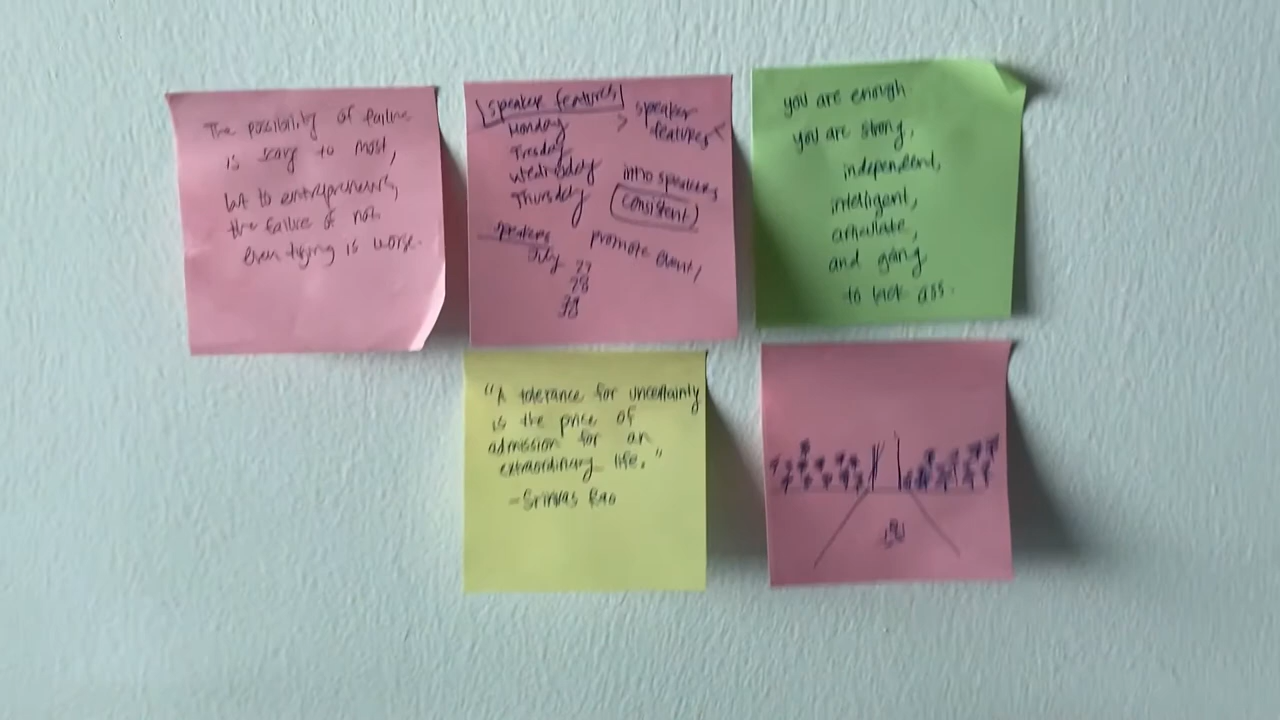 The possibility of failure
is scary to most,
but to entrepreneurs,
the failure of not
even trying is worse.
speaker features
Monday
Tuesday
Wednesday
Thursday
speakers
July
27
28
> speaker
features <
intro speakers,
consistent
promote event,
you are enough.
you are strong,
independent,
intelligent,
articulate,
and going
to kick ass.
"A tolerance for uncertainty
is the price of
admission for an
extraordinary life."
-Srinivas Rao